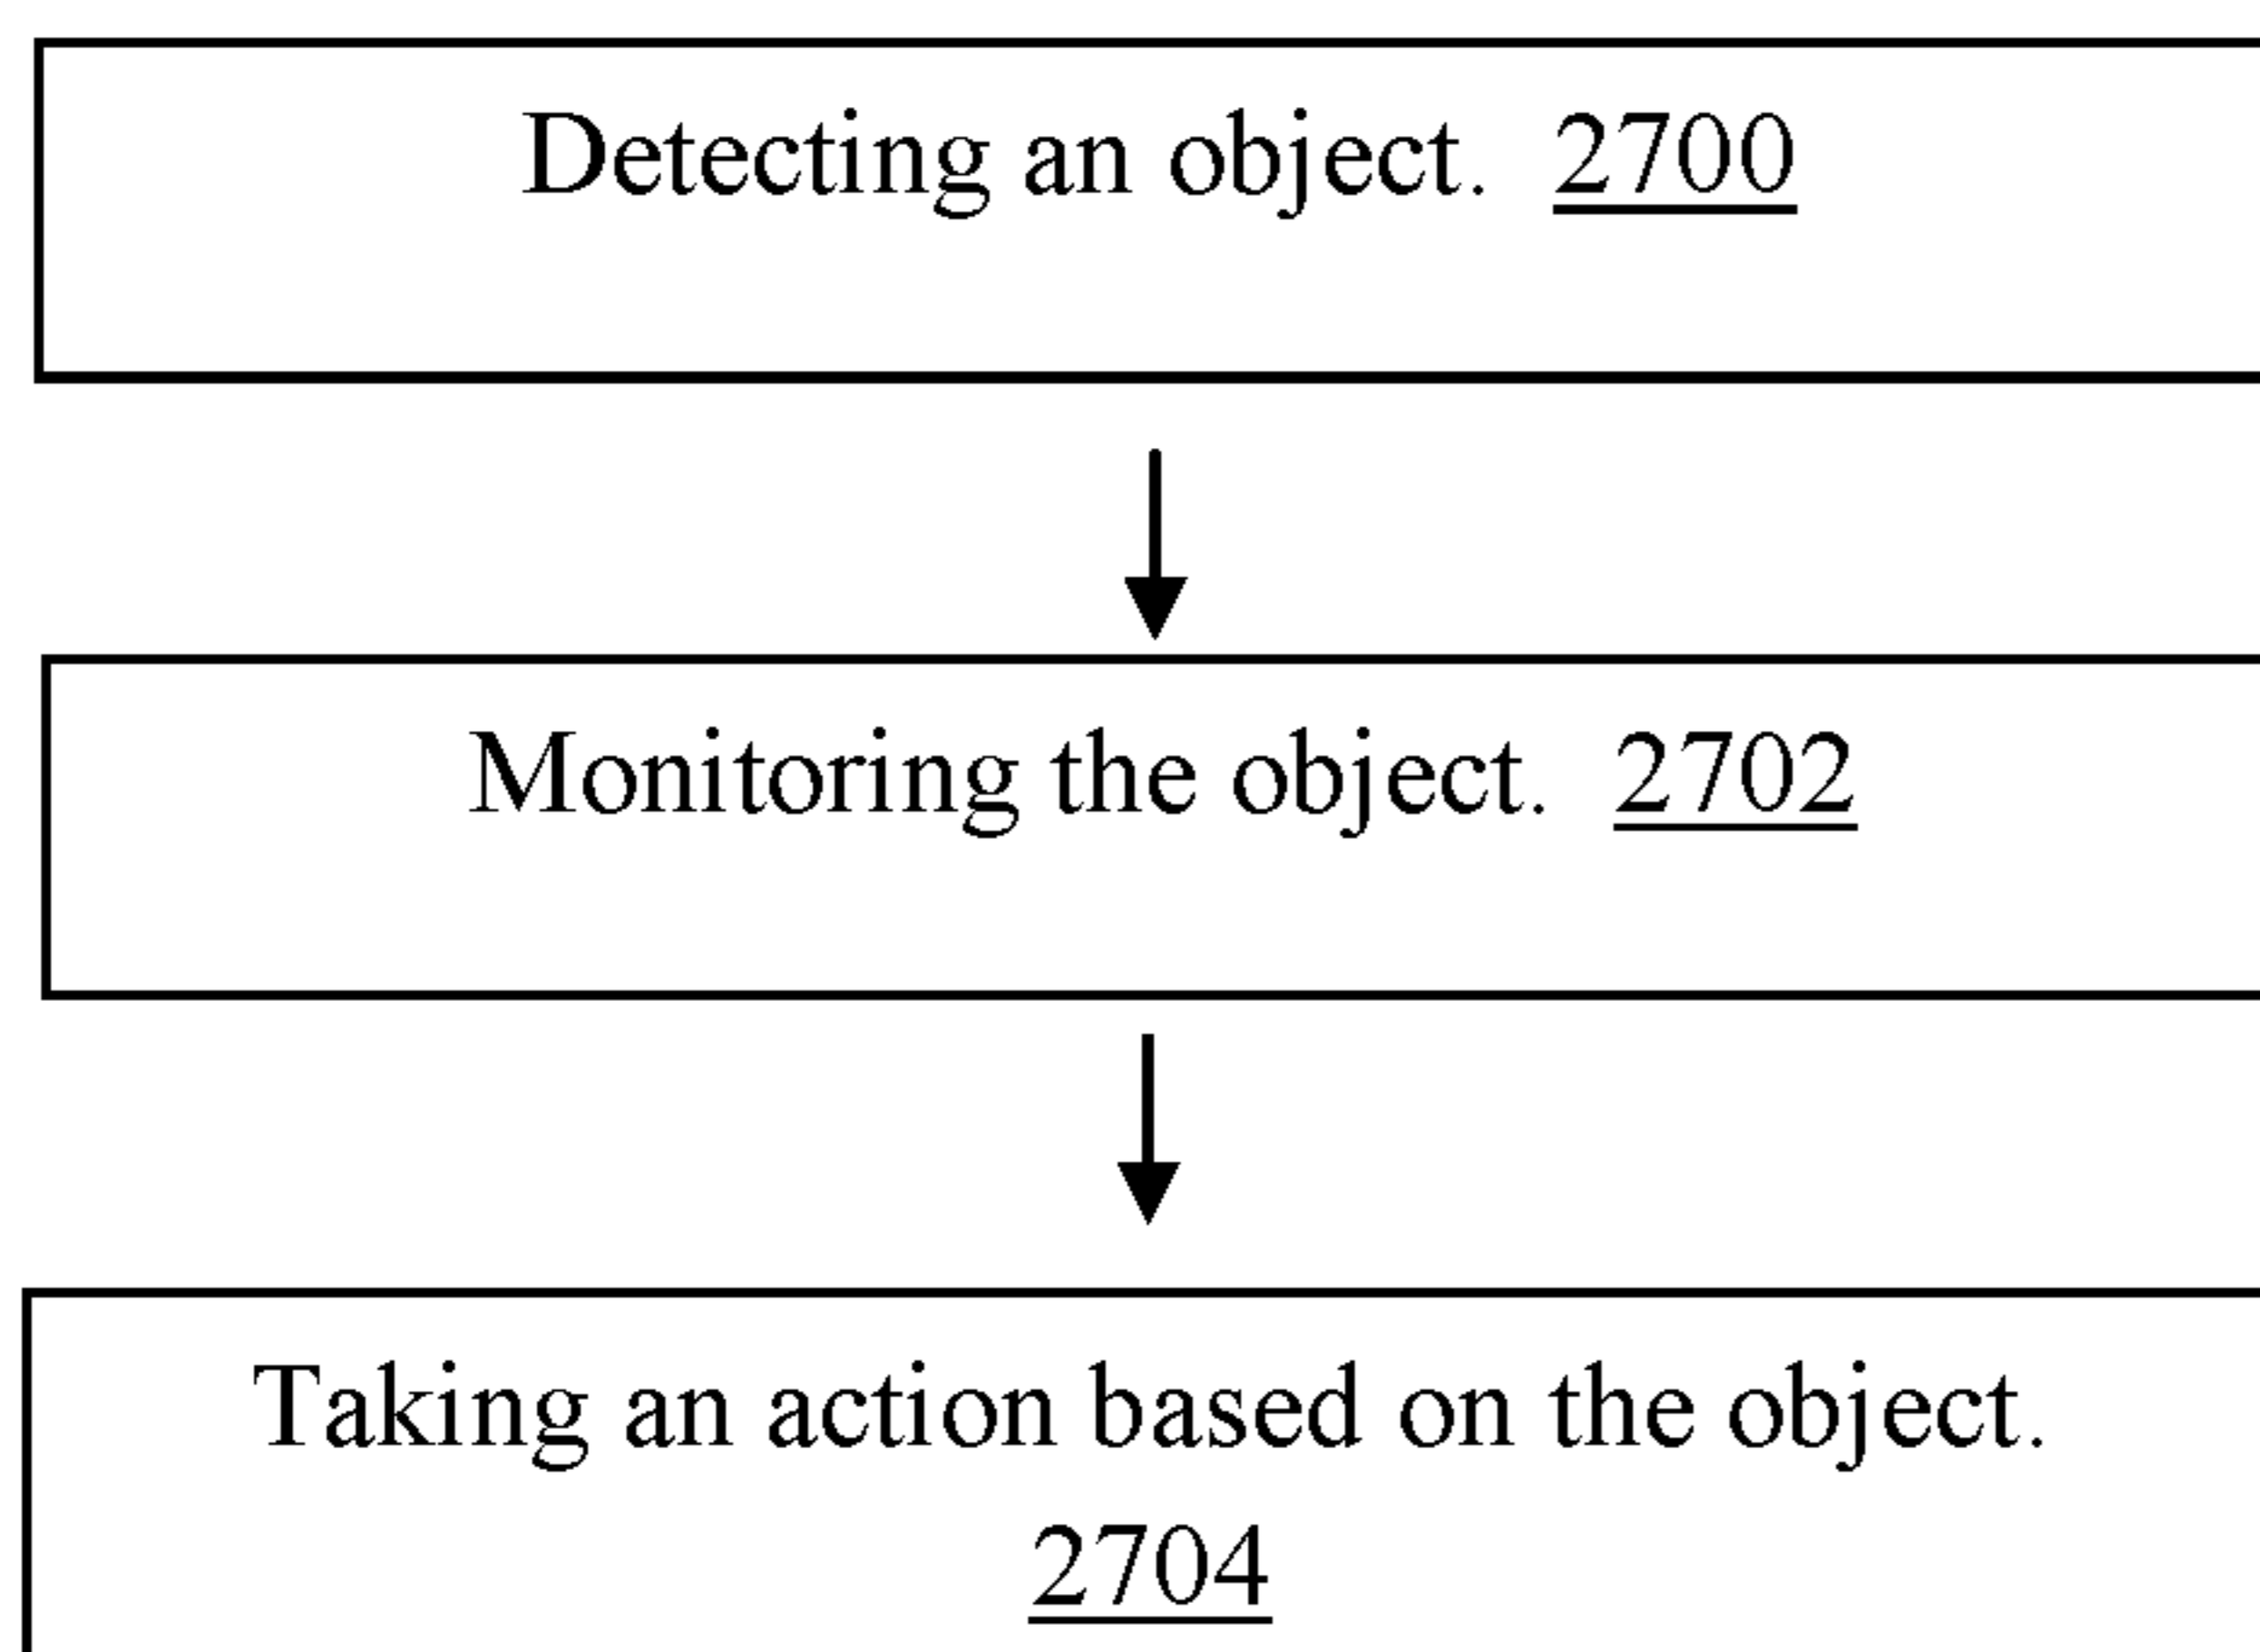 Detecting an object. 2700
Monitoring the object. 2702
Taking an action based on the object.
2704